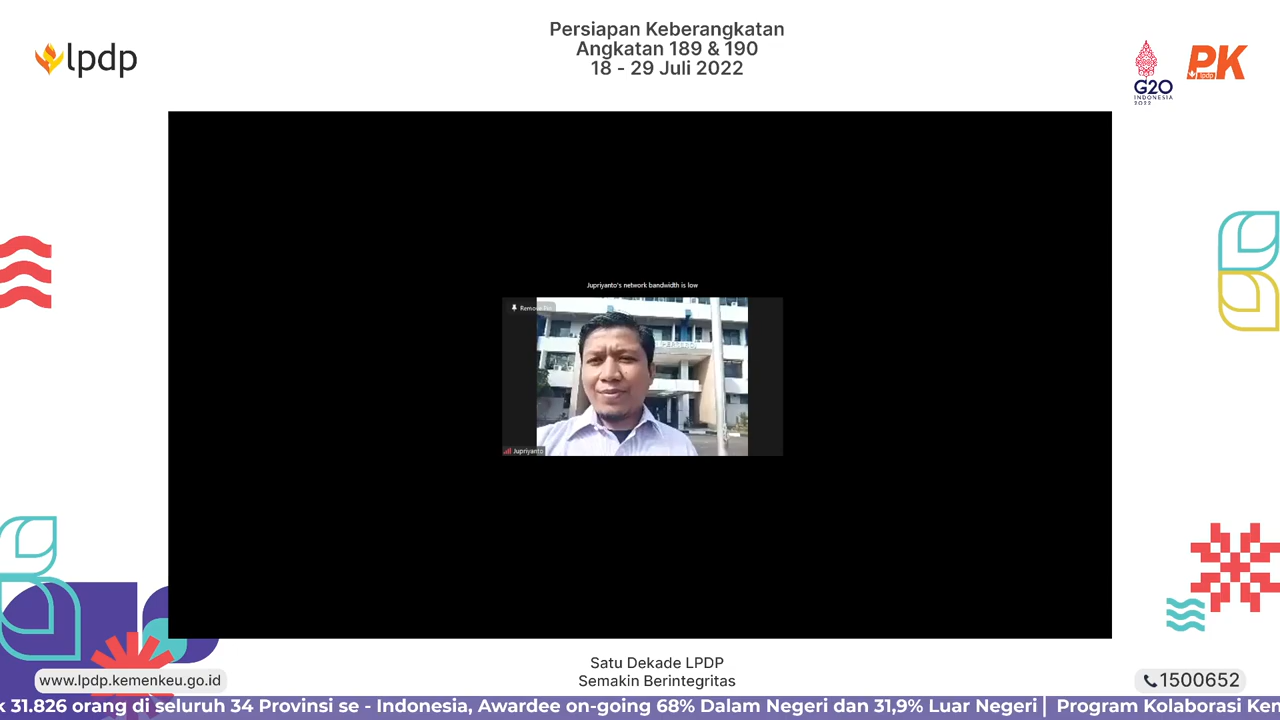 lpdp
Persiapan Keberangkatan
Angkatan 189 & 190
18 - 29 Juli 2022
G20
INDONESIA
2022
PK
lpdp
Jupriyanto's network bandwidth is low
Jupriyanto
Satu Dekade LPDP
Semakin Berintegritas
www.lpdp.kemenkeu.go.id
1500652
k 31.826 orang di seluruh 34 Provinsi se - Indonesia, Awardee on-going 68% Dalam Negeri dan 31,9% Luar Negeri | Program Kolaborasi Ken